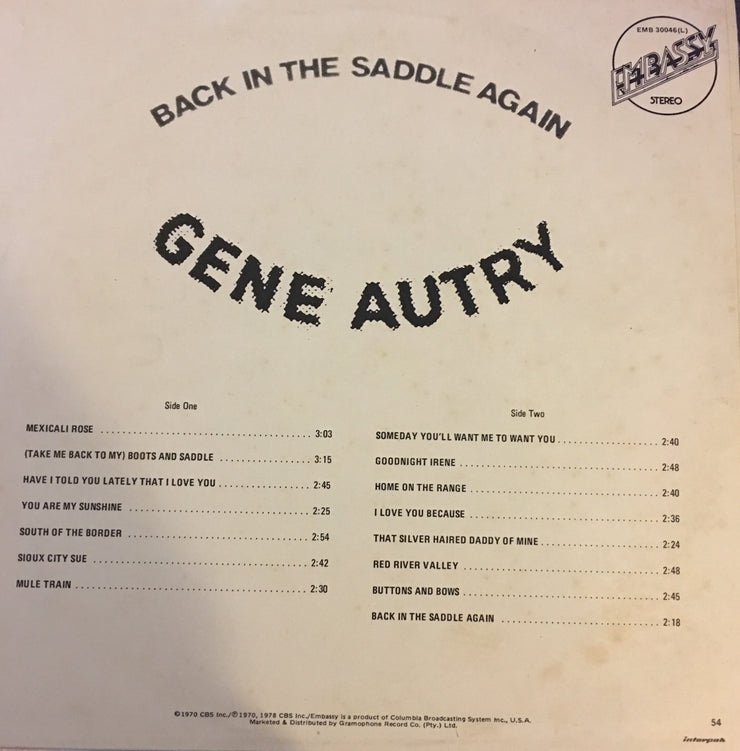 EMB 30046(L)
EMBASSY
STEREO
BACK IN THE SADDLE AGAIN
GENE AUTRY
Side One
MEXICALI ROSE 3:03
(TAKE ME BACK TO MY) BOOTS AND SADDLE 3:15
HAVE I TOLD YOU LATELY THAT I LOVE YOU 2:45
YOU ARE MY SUNSHINE 2:25
SOUTH OF THE BORDER 2:54
SIOUX CITY SUE 2:42
MULE TRAIN 2:30
Side Two
SOMEDAY YOU'LL WANT ME TO WANT YOU 2:40
GOODNIGHT IRENE 2:48
HOME ON THE RANGE 2:40
I LOVE YOU BECAUSE 2:36
THAT SILVER HAIRED DADDY OF MINE 2:24
RED RIVER VALLEY 2:48
BUTTONS AND BOWS 2:45
BACK IN THE SADDLE AGAIN 2:18
©1970 CBS Inc./℗1970, 1978 CBS Inc./Embassy is a product of Columbia Broadcasting System Inc., U.S.A.
Marketed & Distributed by Gramophone Record Co. (Pty.) Ltd.
54
interpak